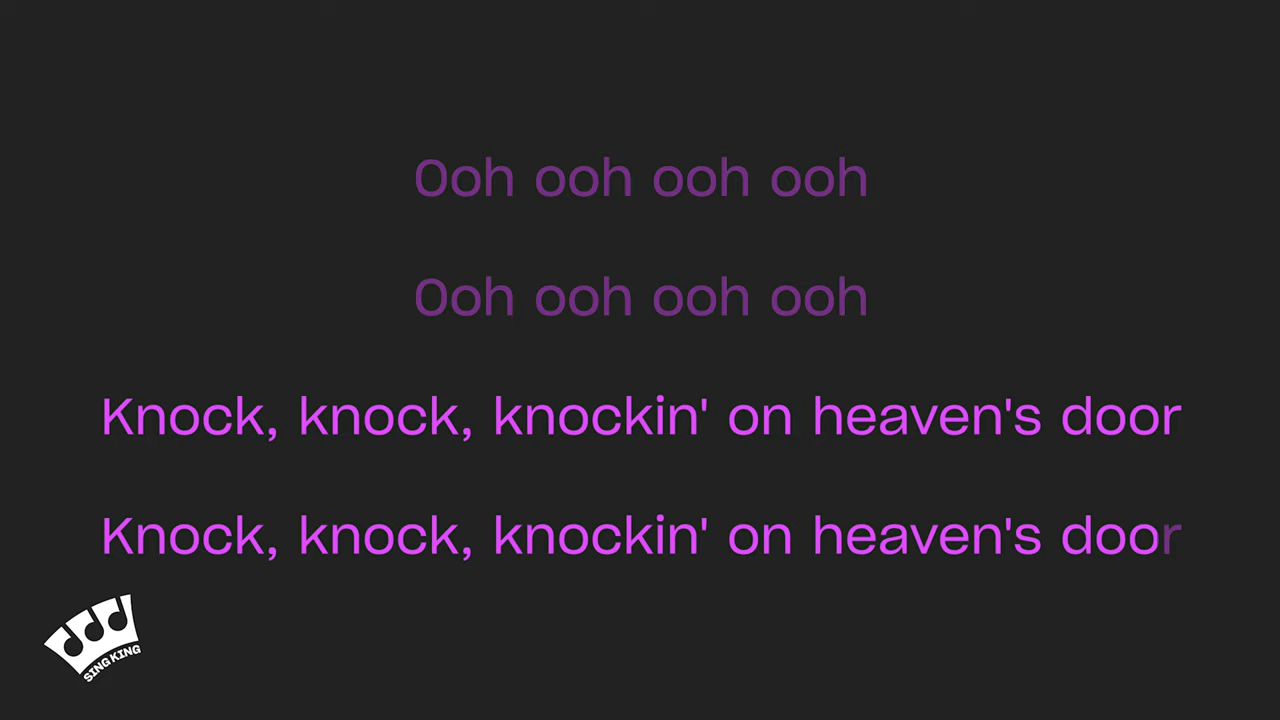 Ooh ooh ooh ooh
Ooh ooh ooh ooh
Knock, knock, knockin' on heaven's door
Knock, knock, knockin' on heaven's door
SING KING